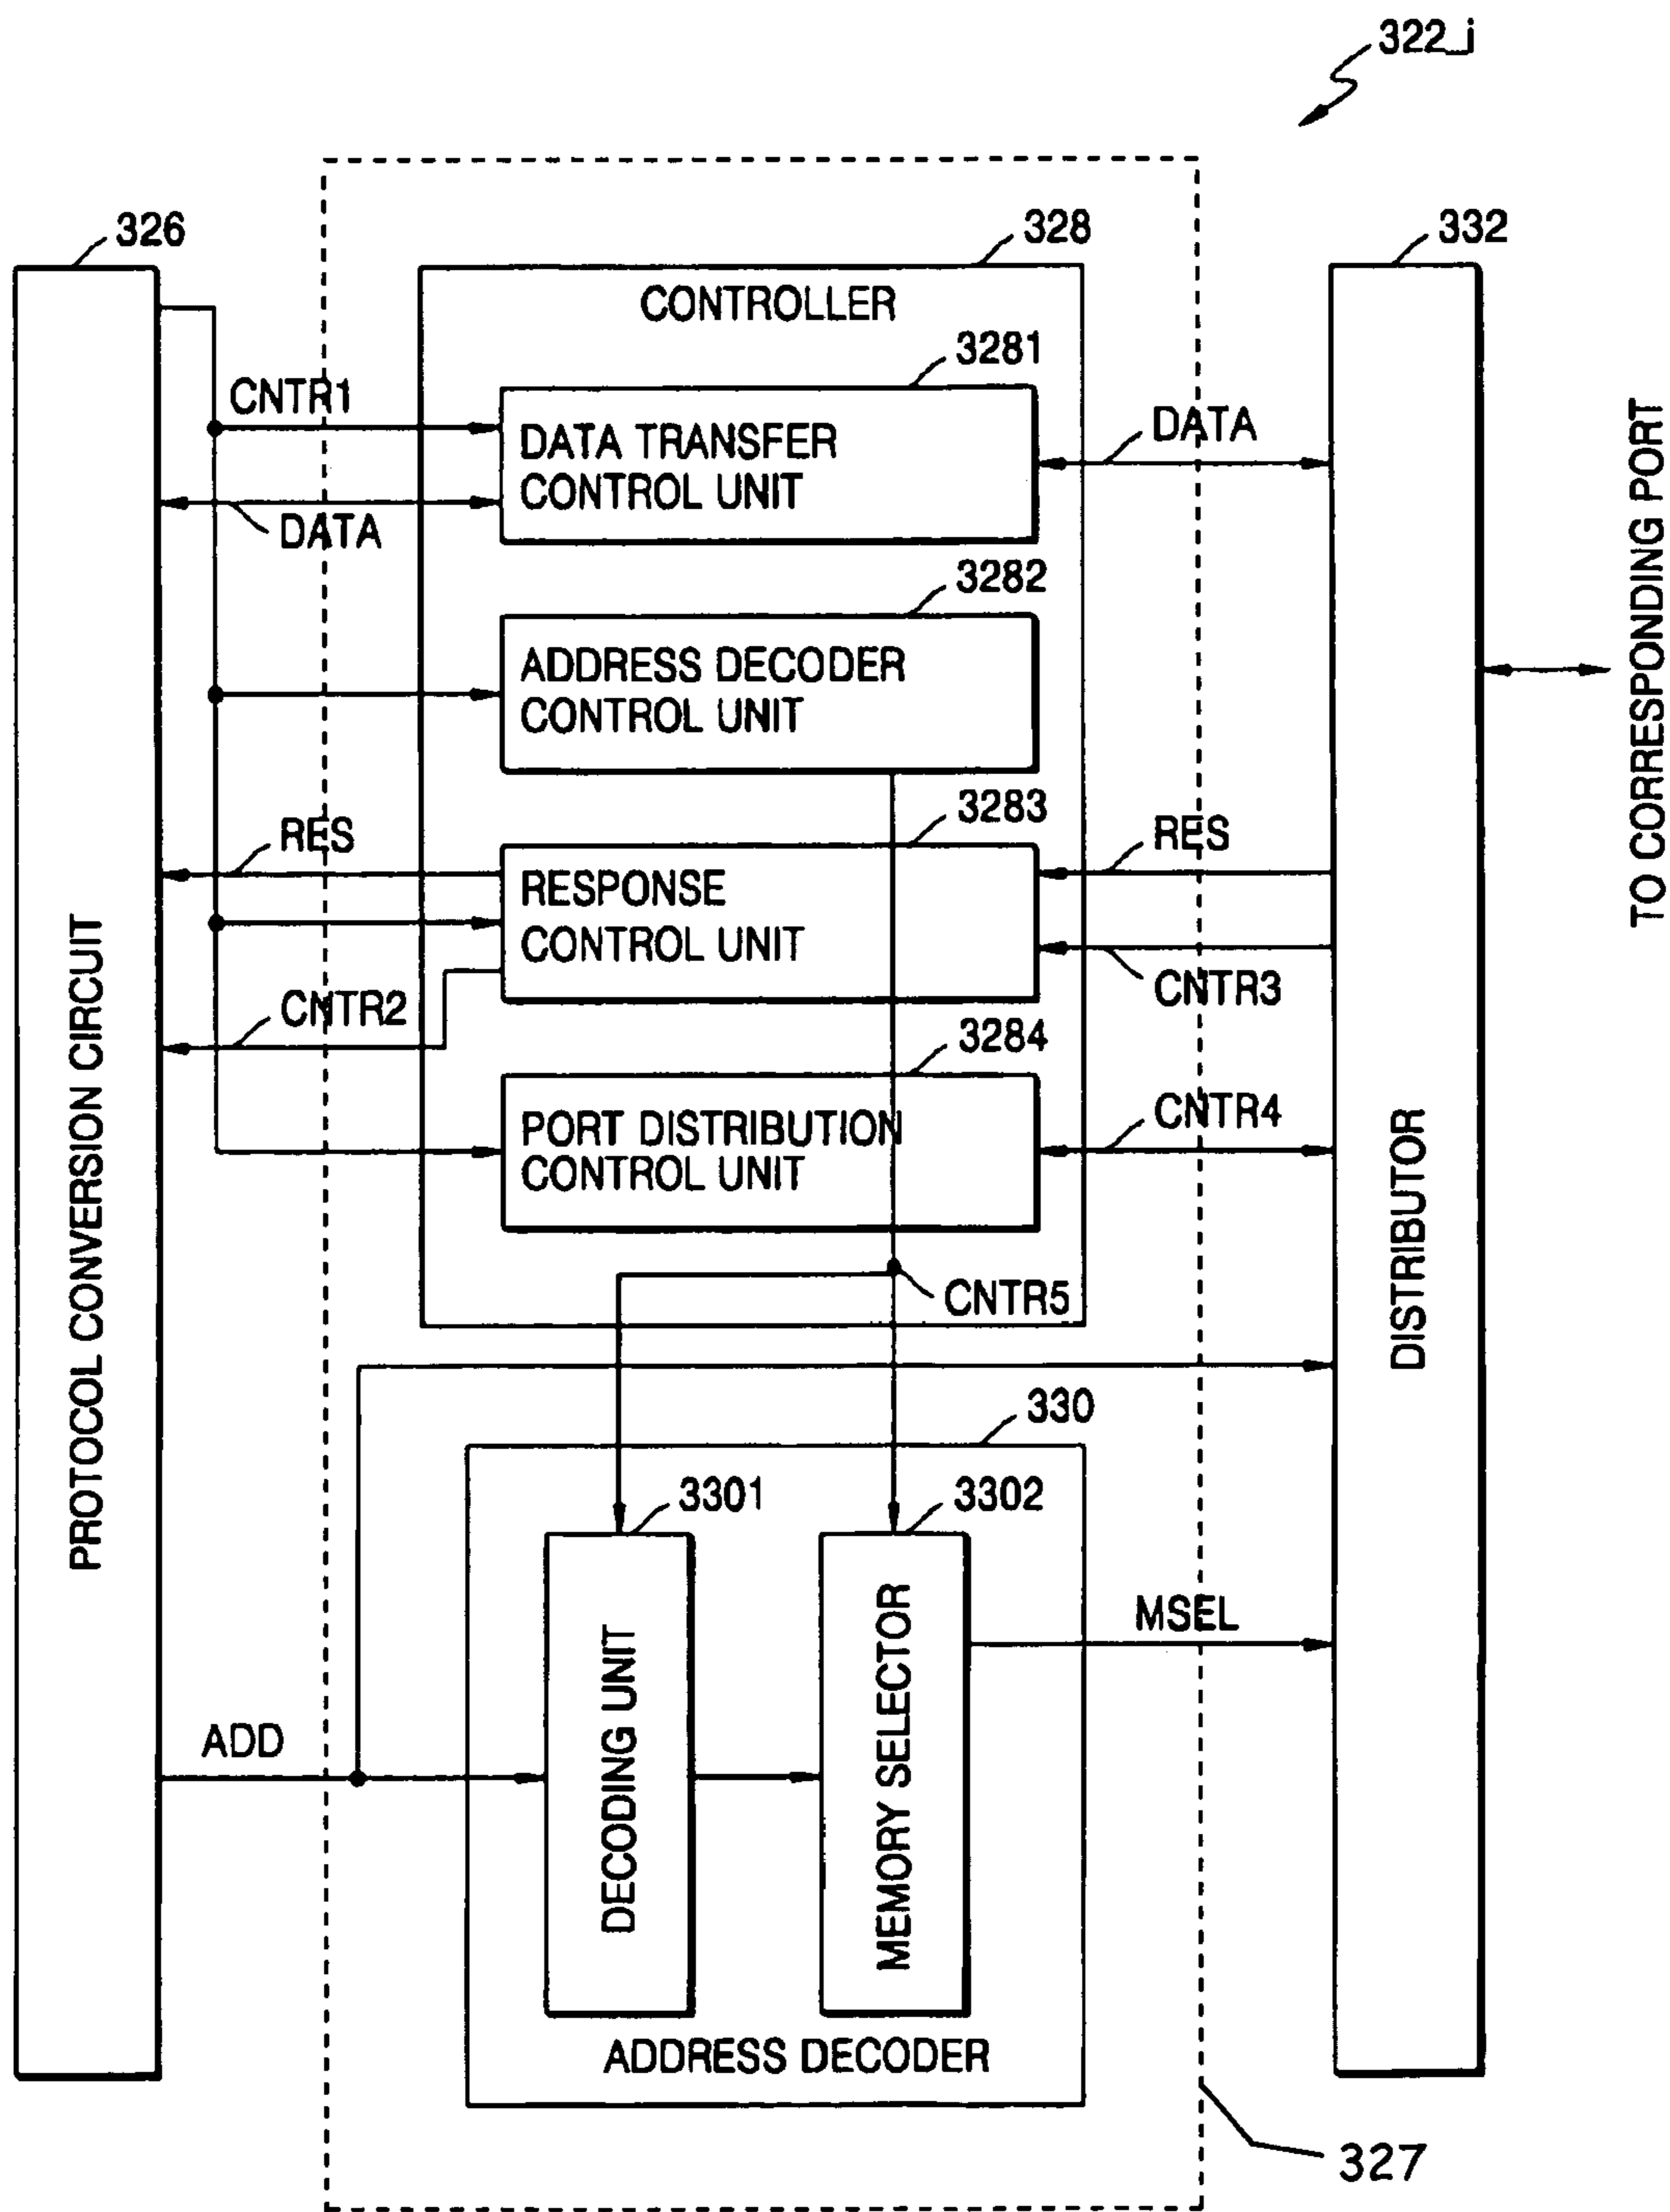 322_i
326
328
332
CONTROLLER
3281
CNTR1
DATA TRANSFER
CONTROL UNIT
DATA
DATA
3282
ADDRESS DECODER
CONTROL UNIT
TO CORRESPONDING PORT
3283
RES
RES
RESPONSE
CONTROL UNIT
CNTR2
CNTR3
3284
PORT DISTRIBUTION
CONTROL UNIT
CNTR4
PROTOCOL CONVERSION CIRCUIT
DISTRIBUTOR
CNTR5
330
3301
3302
DECODING UNIT
MEMORY SELECTOR
MSEL
ADD
ADDRESS DECODER
327